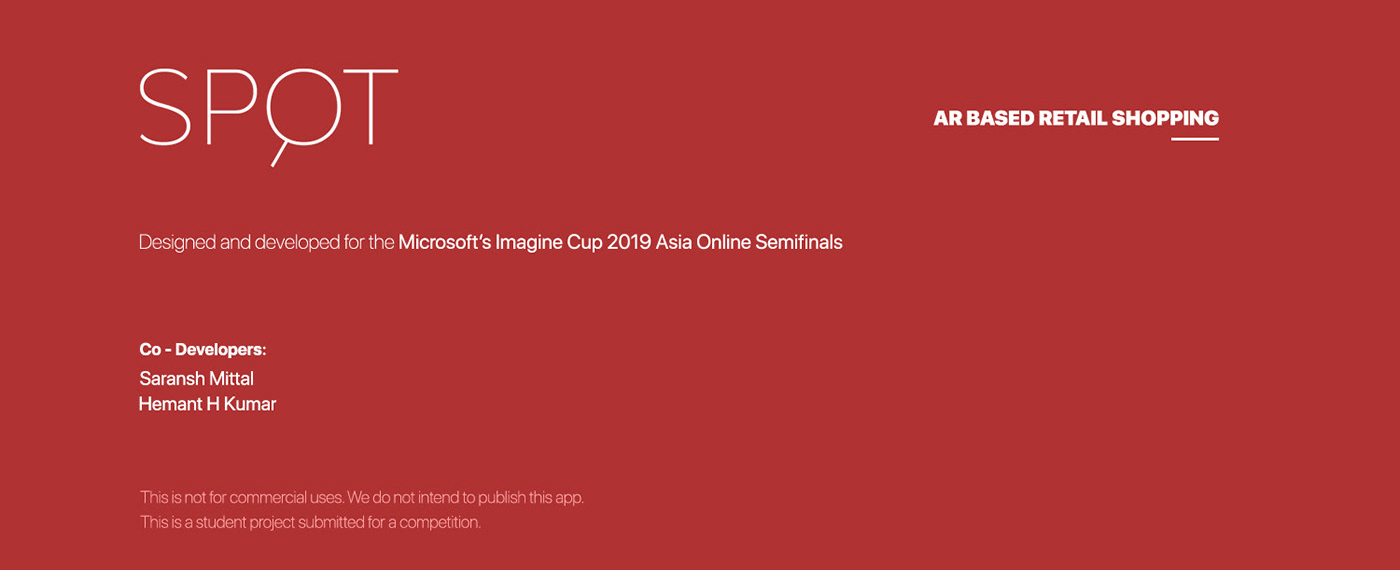 SPOT
AR BASED RETAIL SHOPPING
Designed and developed for the Microsoft's Imagine Cup 2019 Asia Online Semifinals
Co - Developers:
Saransh Mittal
Hemant H Kumar
This is not for commercial uses. We do not intend to publish this app.
This is a student project submitted for a competition.